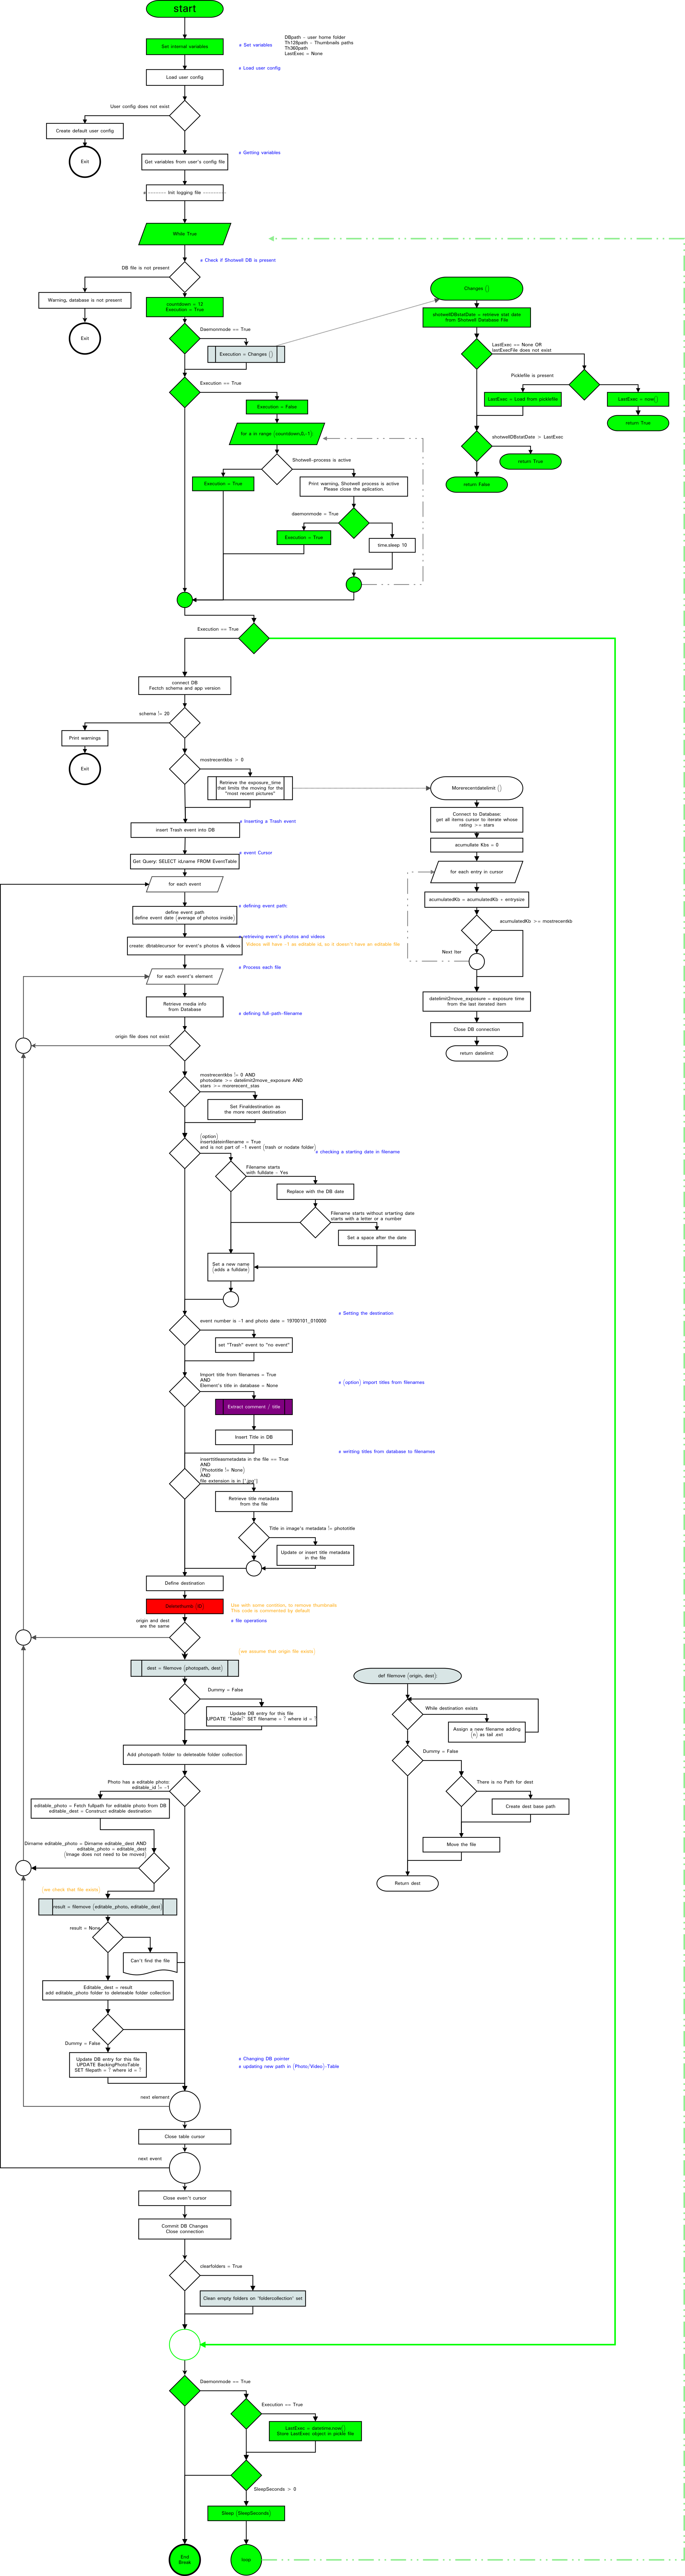 start
Set internal variables
# Set variables
DBpath - user home folder
Th128path - Thumbnails paths
Th360path
LastExec = None
Load user config
# Load user config
User config does not exist
Create default user config
Exit
Get variables from user's config file
# Getting variables
Init logging file
While True
# Check if Shotwell DB is present
DB file is not present
Warning, database is not present
Exit
countdown = 12
Execution = True
Daemonmode == True
Execution = Changes ()
Changes ()
shotwellDBstatDate = retrieve stat date
from Shotwell Database File
LastExec == None OR
lastExecFile does not exist
Picklefile is present
LastExec = Load from picklefile
LastExec = now()
return True
shotwellDBstatDate > LastExec
return True
return False
Execution == True
Execution = False
for a in range (countdown,0,-1)
Shotwell-process is active
Execution = True
Print warning, Shotwell process is active
Please close the aplication.
daemonmode = True
Execution = True
time.sleep 10
Execution == True
connect DB
Fectch schema and app version
schema != 20
Print warnings
Exit
mostrecentkbs > 0
Retrieve the exposure_time
that limits the moving for the
"most recent pictures"
Morerecentdatelimit ()
Connect to Database:
get all items cursor to iterate whose
rating >= stars
acumullate Kbs = 0
for each entry in cursor
acumulatedKb = acumulatedKb + entrysize
acumulatedKb >= mostrecentkb
Next Iter
datelimit2move_exposure = exposure time
from the last iterated item
Close DB connection
return datelimit
# Inserting a Trash event
insert Trash event into DB
# event Cursor
Get Query: SELECT id,name FROM EventTable
for each event
# defining event path:
define event path
define event date (average of photos inside)
# retrieving event's photos and videos
create: dbtablecursor for event's photos & videos
Videos will have -1 as editable_id, so it doesn't have an editable file
# Process each file
for each event's element
Retrieve media info
from Database
# defining full-path-filename
origin file does not exist
mostrecentkbs != 0 AND
photodate >= datelimit2move_exposure AND
stars >= morerecent_stas
Set Finaldestination as
the more recent destination
(option)
insertdateinfilename = True
and is not part of -1 event (trash or nodate folder)
# checking a starting date in filename
Filename starts
with fulldate - Yes
Replace with the DB date
Filename starts without srtarting date
starts with a letter or a number
Set a space after the date
Set a new name
(adds a fulldate)
# Setting the destination
event number is -1 and photo date = 19700101_010000
set "Trash" event to "no event"
Import title from filenames = True
AND
Element's title in database = None
# (option) import titles from filenames
Extract comment / title
Insert Title in DB
# writting titles from database to filenames
inserttitleasmetadata in the file == True
AND
(Phototitle != None)
AND
file extension is in ['.jpg']
Retrieve title metadata
from the file
Title in image's metadata != phototitle
Update or insert title metadata
in the file
Define destination
Use with some condition, to remove thumbnails
This code is commented by default
origin and dest
are the same
# file operations
(we assume that origin file exists)
dest = filemove (photopath, dest)
def filemove (origin, dest):
While destination exists
Assign a new filename adding
(n) as tail .ext
Dummy = False
There is no Path for dest
Create dest base path
Move the file
Return dest
Dummy = False
Update DB entry for this file
UPDATE "Table?" SET filename = ? where id = ?
Add photopath folder to deleteable folder collection
Photo has a editable photo:
editable_id != -1
editable_photo = Fetch fullpath for editable photo from DB
editable_dest = Construct editable destination
Dirname editable_photo = Dirname editable_dest AND
editable_photo = editable_dest
(Image does not need to be moved)
(we check that file exists)
result = filemove (editable_photo, editable_dest)
result = None
Can't find the file
Editable_dest = result
add editable_photo folder to deleteable folder collection
Dummy = False
Update DB entry for this file
UPDATE BackingPhotoTable
SET filepath = ? where id = ?
# Changing DB pointer
# updating new path in (Photo/Video)-Table
next element
Close table cursor
next event
Close even't cursor
Commit DB Changes
Close connection
clearfolders = True
Clean empty folders on "foldercollection" set
Daemonmode == True
Execution == True
LastExec = datetime.now()
Store LastExec object in pickle file
SleepSeconds > 0
Sleep (SleepSeconds)
End
Break
loop